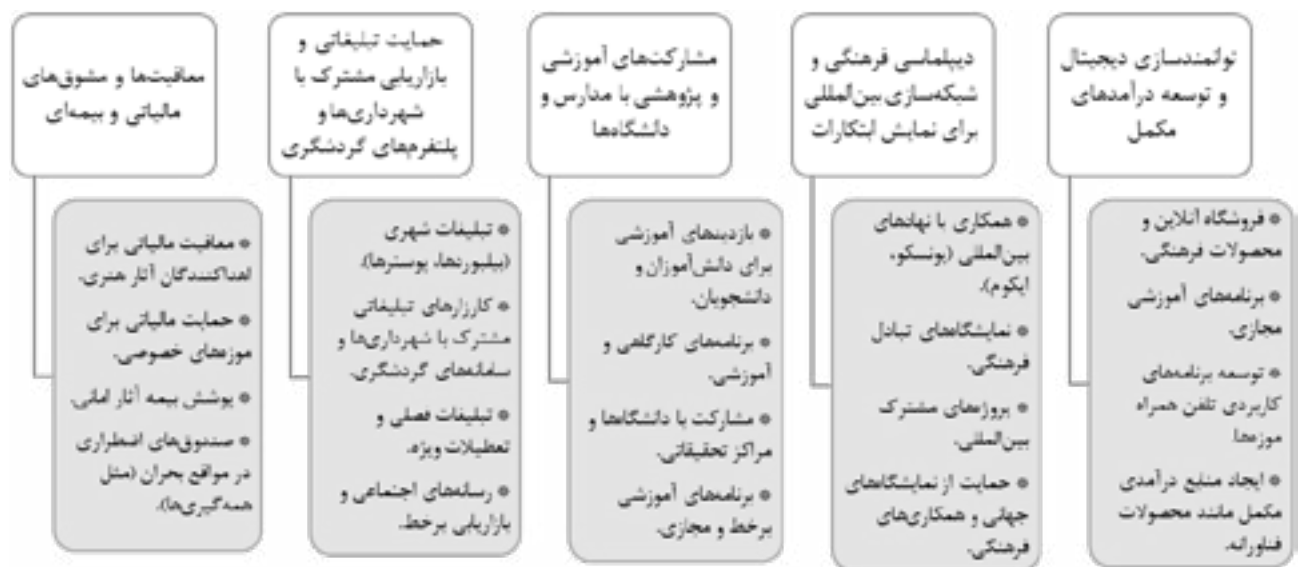 توانمندسازی دیجیتال
و توسعه درآمدهای
مکمل
● فروشگاه آنلاین و
محصولات فرهنگی.
● برنامه‌های آموزشی
مجازی.
● توسعه برنامه‌های
کاربردی تلفن همراه
موزه‌ها.
● ایجاد منابع درآمدی
مکمل مانند محصولات
فناورانه.
دیپلماسی فرهنگی و
شبکه‌سازی بین‌المللی
برای نمایش ابتکارات
● همکاری با نهادهای
بین‌المللی (یونسکو،
ایکوم).
● نمایشگاه‌های تبادل
فرهنگی.
● پروژه‌های مشترک
بین‌المللی.
● حمایت از نمایشگاه‌های
جهانی و همکاری‌های
فرهنگی.
مشارکت‌های آموزشی
و پژوهشی با مدارس و
دانشگاه‌ها
● بازدیدهای آموزشی
برای دانش‌آموزان و
دانشجویان.
● برنامه‌های کارگاهی و
آموزشی.
● مشارکت با دانشگاه‌ها و
مراکز تحقیقاتی.
● برنامه‌های آموزشی
برخط و مجازی.
حمایت تبلیغاتی و
بازاریابی مشترک با
شهرداری‌ها و
پلتفرم‌های گردشگری
● تبلیغات شهری
(بیلبوردها، پوسترها).
● کارزارهای تبلیغاتی
مشترک با شهرداری‌ها و
سامانه‌های گردشگری.
● تبلیغات فصلی و
تعطیلات ویژه.
● رسانه‌های اجتماعی و
بازاریابی برخط.
معافیت‌ها و مشوق‌های
مالیاتی و بیمه‌ای
● معافیت مالیاتی برای
اهداکنندگان آثار هنری.
● حمایت مالیاتی برای
موزه‌های خصوصی.
● پوشش بیمه آثار امانی.
● صندوق‌های اضطراری
در مواقع بحران (مثل
همه‌گیری‌ها).